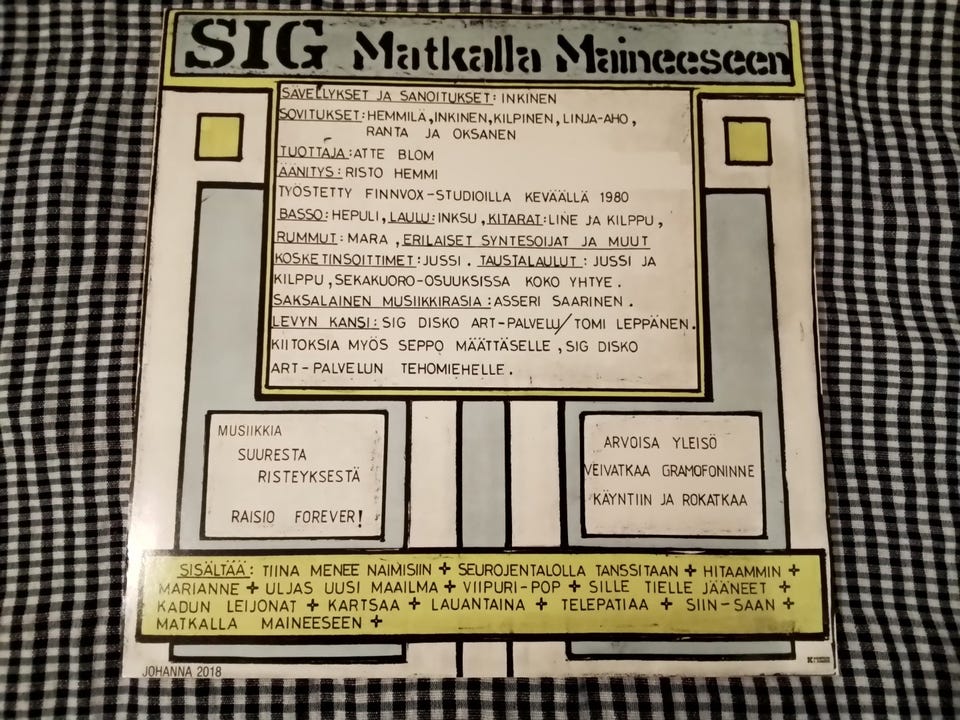 SIG Matkalla Maineeseen
SÄVELLYKSET JA SANOITUKSET: INKINEN
SOVITUKSET: HEMMILÄ, INKINEN, KILPINEN, LINJA-AHO,
RANTA JA OKSANEN
TUOTTAJA: ATTE BLOM
ÄÄNITYS: RISTO HEMMI
TYÖSTETTY FINNVOX-STUDIOILLA KEVÄÄLLÄ 1980
BASSO: HEPULI, LAULU: INKSU, KITARAT: LINE JA KILPPU,
RUMMUT: MARA, ERILAISET SYNTESOIJAT JA MUUT
KOSKETINSOITTIMET: JUSSI. TAUSTALAULUT: JUSSI JA
KILPPU, SEKAKUORO-OSUUKSISSA KOKO YHTYE.
SAKSALAINEN MUSIIKKIRASIA: ASSERI SAARINEN.
LEVYN KANSI: SIG DISKO ART-PALVELU/TOMI LEPPÄNEN.
KIITOKSIA MYÖS SEPPO MÄÄTTÄSELLE, SIG DISKO
ART-PALVELUN TEHOMIEHELLE.
MUSIIKKIA
SUURESTA
RISTEYKSESTÄ
RAISIO FOREVER!
ARVOISA YLEISÖ
VEIVATKAA GRAMOFONINNE
KÄYNTIIN JA ROKATKAA
SISÄLTÄÄ: TIINA MENEE NAIMISIIN + SEUROJENTALOLLA TANSSITAAN + HITAAMMIN +
MARIANNE + ULJAS UUSI MAAILMA + VIIPURI-POP + SILLE TIELLE JÄÄNEET +
KADUN LEIJONAT + KARTSAA + LAUANTAINA + TELEPATIAA + SIIN-SAAN +
MATKALLA MAINEESEEN +
JOHANNA 2018